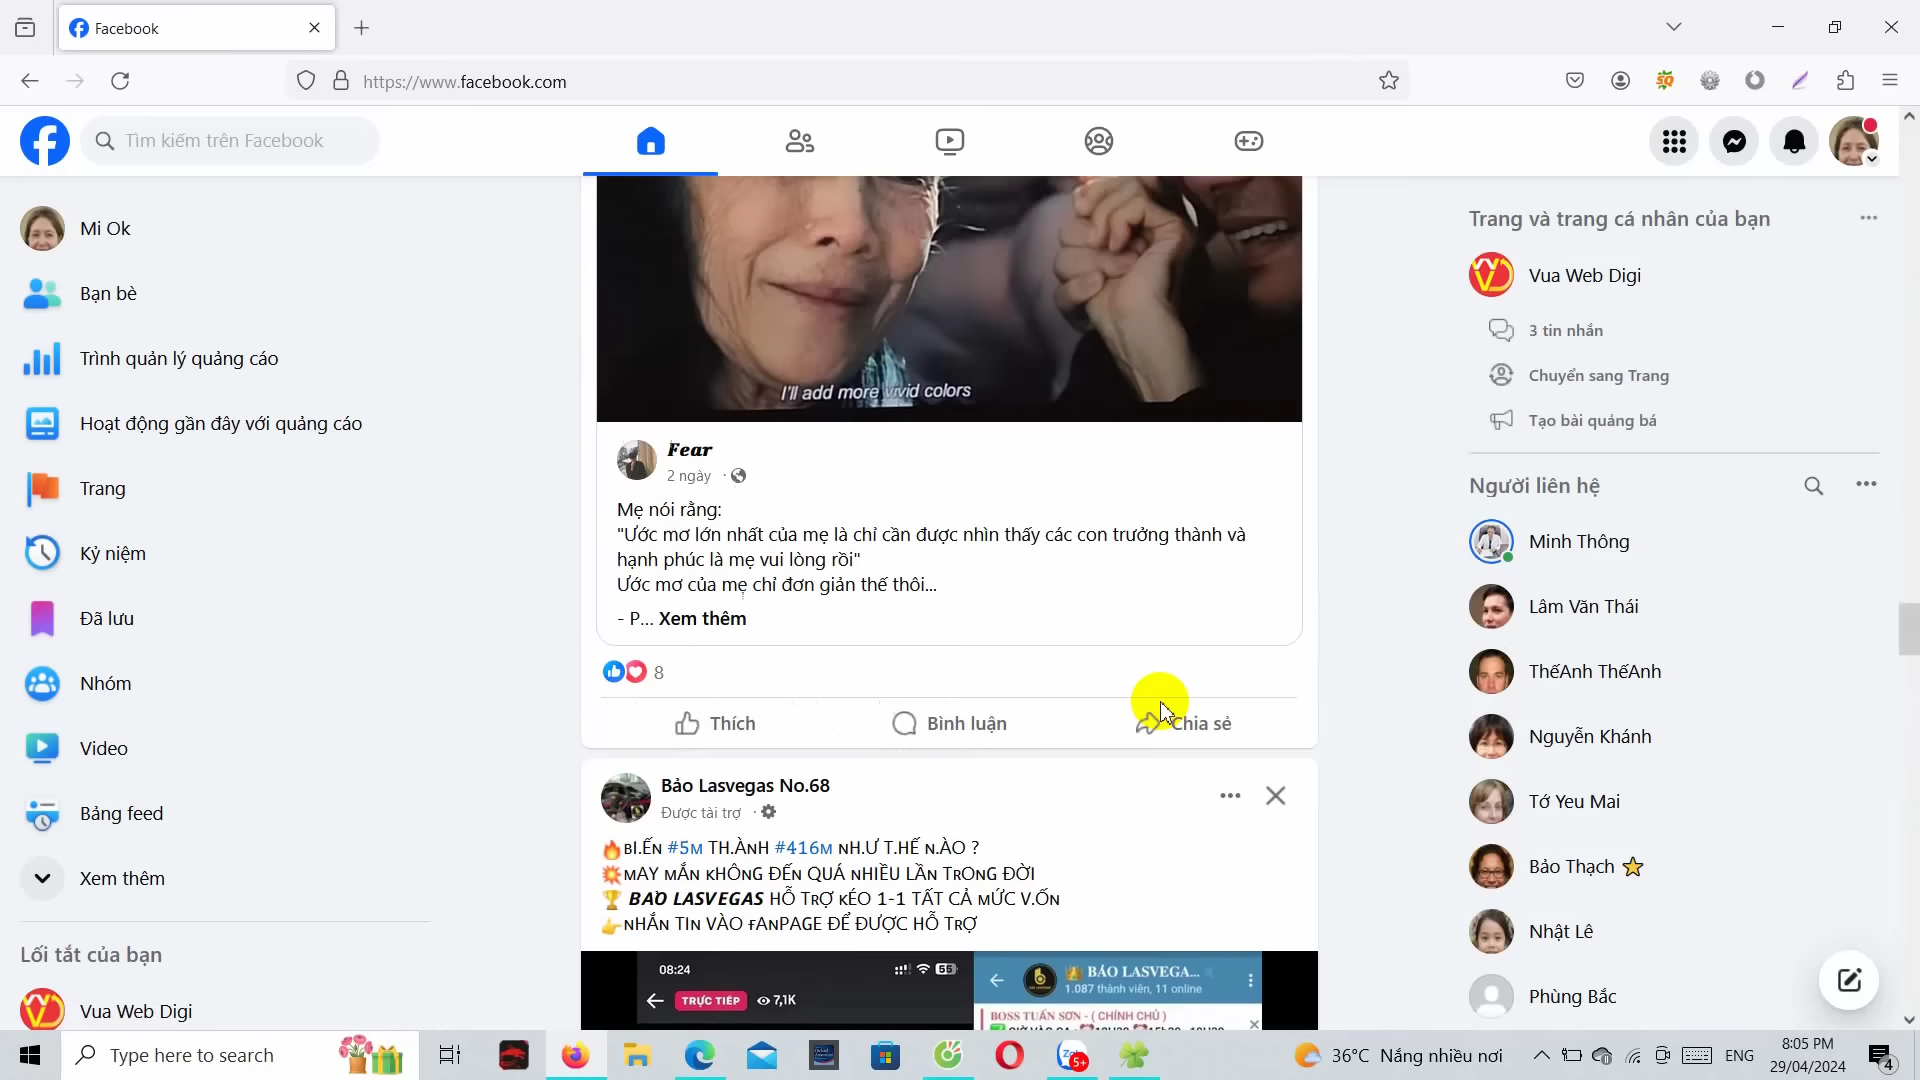 Facebook
https://www.facebook.com
Tìm kiếm trên Facebook
Mi Ok
Bạn bè
Trình quản lý quảng cáo
Hoạt động gần đây với quảng cáo
Trang
Kỷ niệm
Đã lưu
Nhóm
Video
Bảng feed
Xem thêm
Lối tắt của bạn
Vua Web Digi
I'll add more vivid colors
Fear
2 ngày ·
Mẹ nói rằng:
"Ước mơ lớn nhất của mẹ là chỉ cần được nhìn thấy các con trưởng thành và
hạnh phúc là mẹ vui lòng rồi"
Ước mơ của mẹ chỉ đơn giản thế thôi...
- P... Xem thêm
8
Thích
Bình luận
Chia sẻ
Bảo Lasvegas No.68
Được tài trợ ·
🔥BI.ẾN #5M TH.ÀNH #416M NH.Ư T.HẾ N.ÀO ?
💥MAY MẮN KHÔNG ĐẾN QUÁ NHIỀU LẦN TRONG ĐỜI
🏆 BẢO LASVEGAS HỖ TRỢ KÉO 1-1 TẤT CẢ MỨC V.ỐN
👉NHẮN TIN VÀO FANPAGE ĐỂ ĐƯỢC HỖ TRỢ
08:24
55
TRỰC TIẾP
7,1K
BẢO LASVEGA...
1.087 thành viên, 11 online
BOSS TUẤN SƠN - ( CHÍNH CHỦ )
Trang và trang cá nhân của bạn
Vua Web Digi
3 tin nhắn
Chuyển sang Trang
Tạo bài quảng bá
Người liên hệ
Minh Thông
Lâm Văn Thái
ThếAnh ThếAnh
Nguyễn Khánh
Tớ Yeu Mai
Bảo Thạch ⭐
Nhật Lê
Phùng Bắc
Type here to search
5+
36°C Nắng nhiều nơi
ENG
8:05 PM
29/04/2024
4